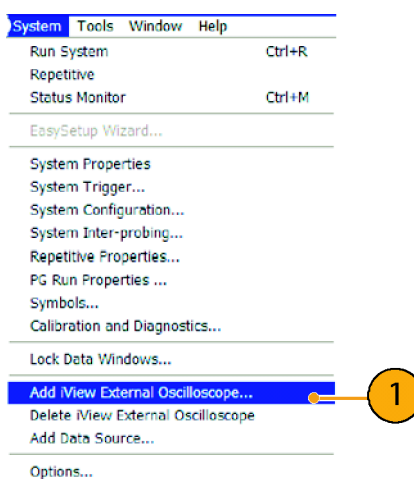 System Tools Window Help
Run System Ctrl+R
Repetitive
Status Monitor Ctrl+M
EasySetup Wizard...
System Properties
System Trigger...
System Configuration...
System Inter-probing...
Repetitive Properties...
PG Run Properties ...
Symbols...
Calibration and Diagnostics...
Lock Data Windows...
Add iView External Oscilloscope...
1
Delete iView External Oscilloscope
Add Data Source...
Options...